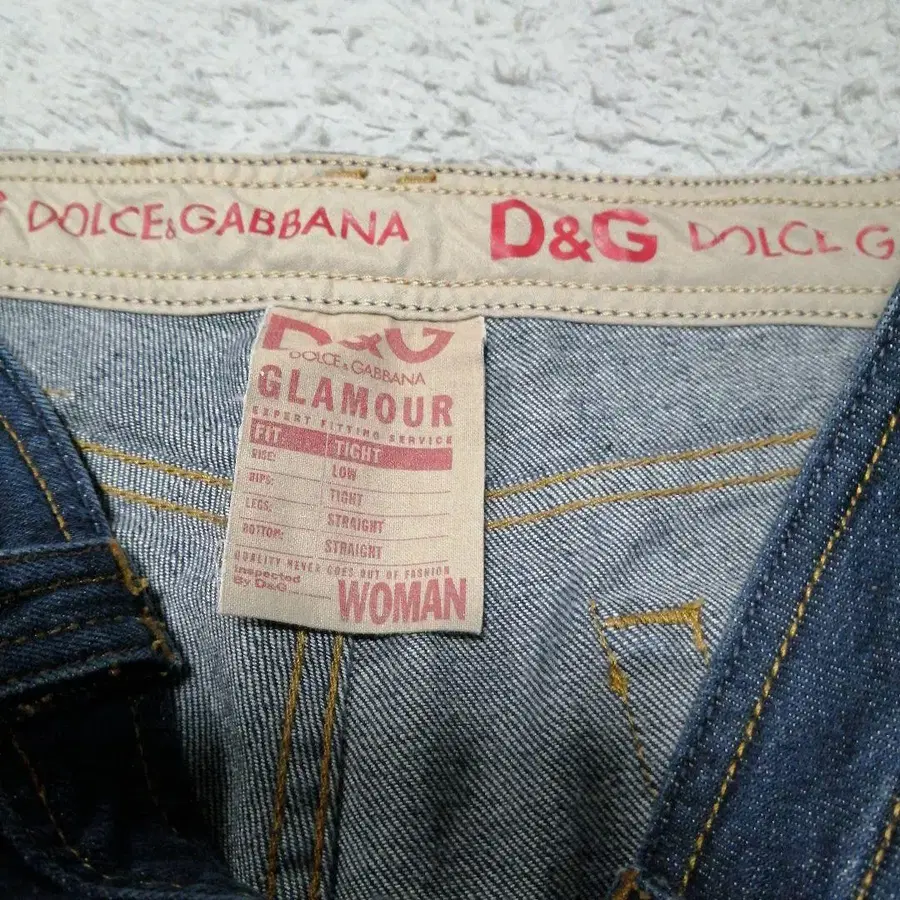 DOLCE&GABBANA D&G DOLCE G
D&G
DOLCE & GABBANA
GLAMOUR
EXPERT FITTING SERVICE
FIT TIGHT
RISE: LOW
HIPS: TIGHT
LEGS: STRAIGHT
BOTTOM: STRAIGHT
QUALITY NEVER GOES OUT OF FASHION
Inspected
By D&G
WOMAN